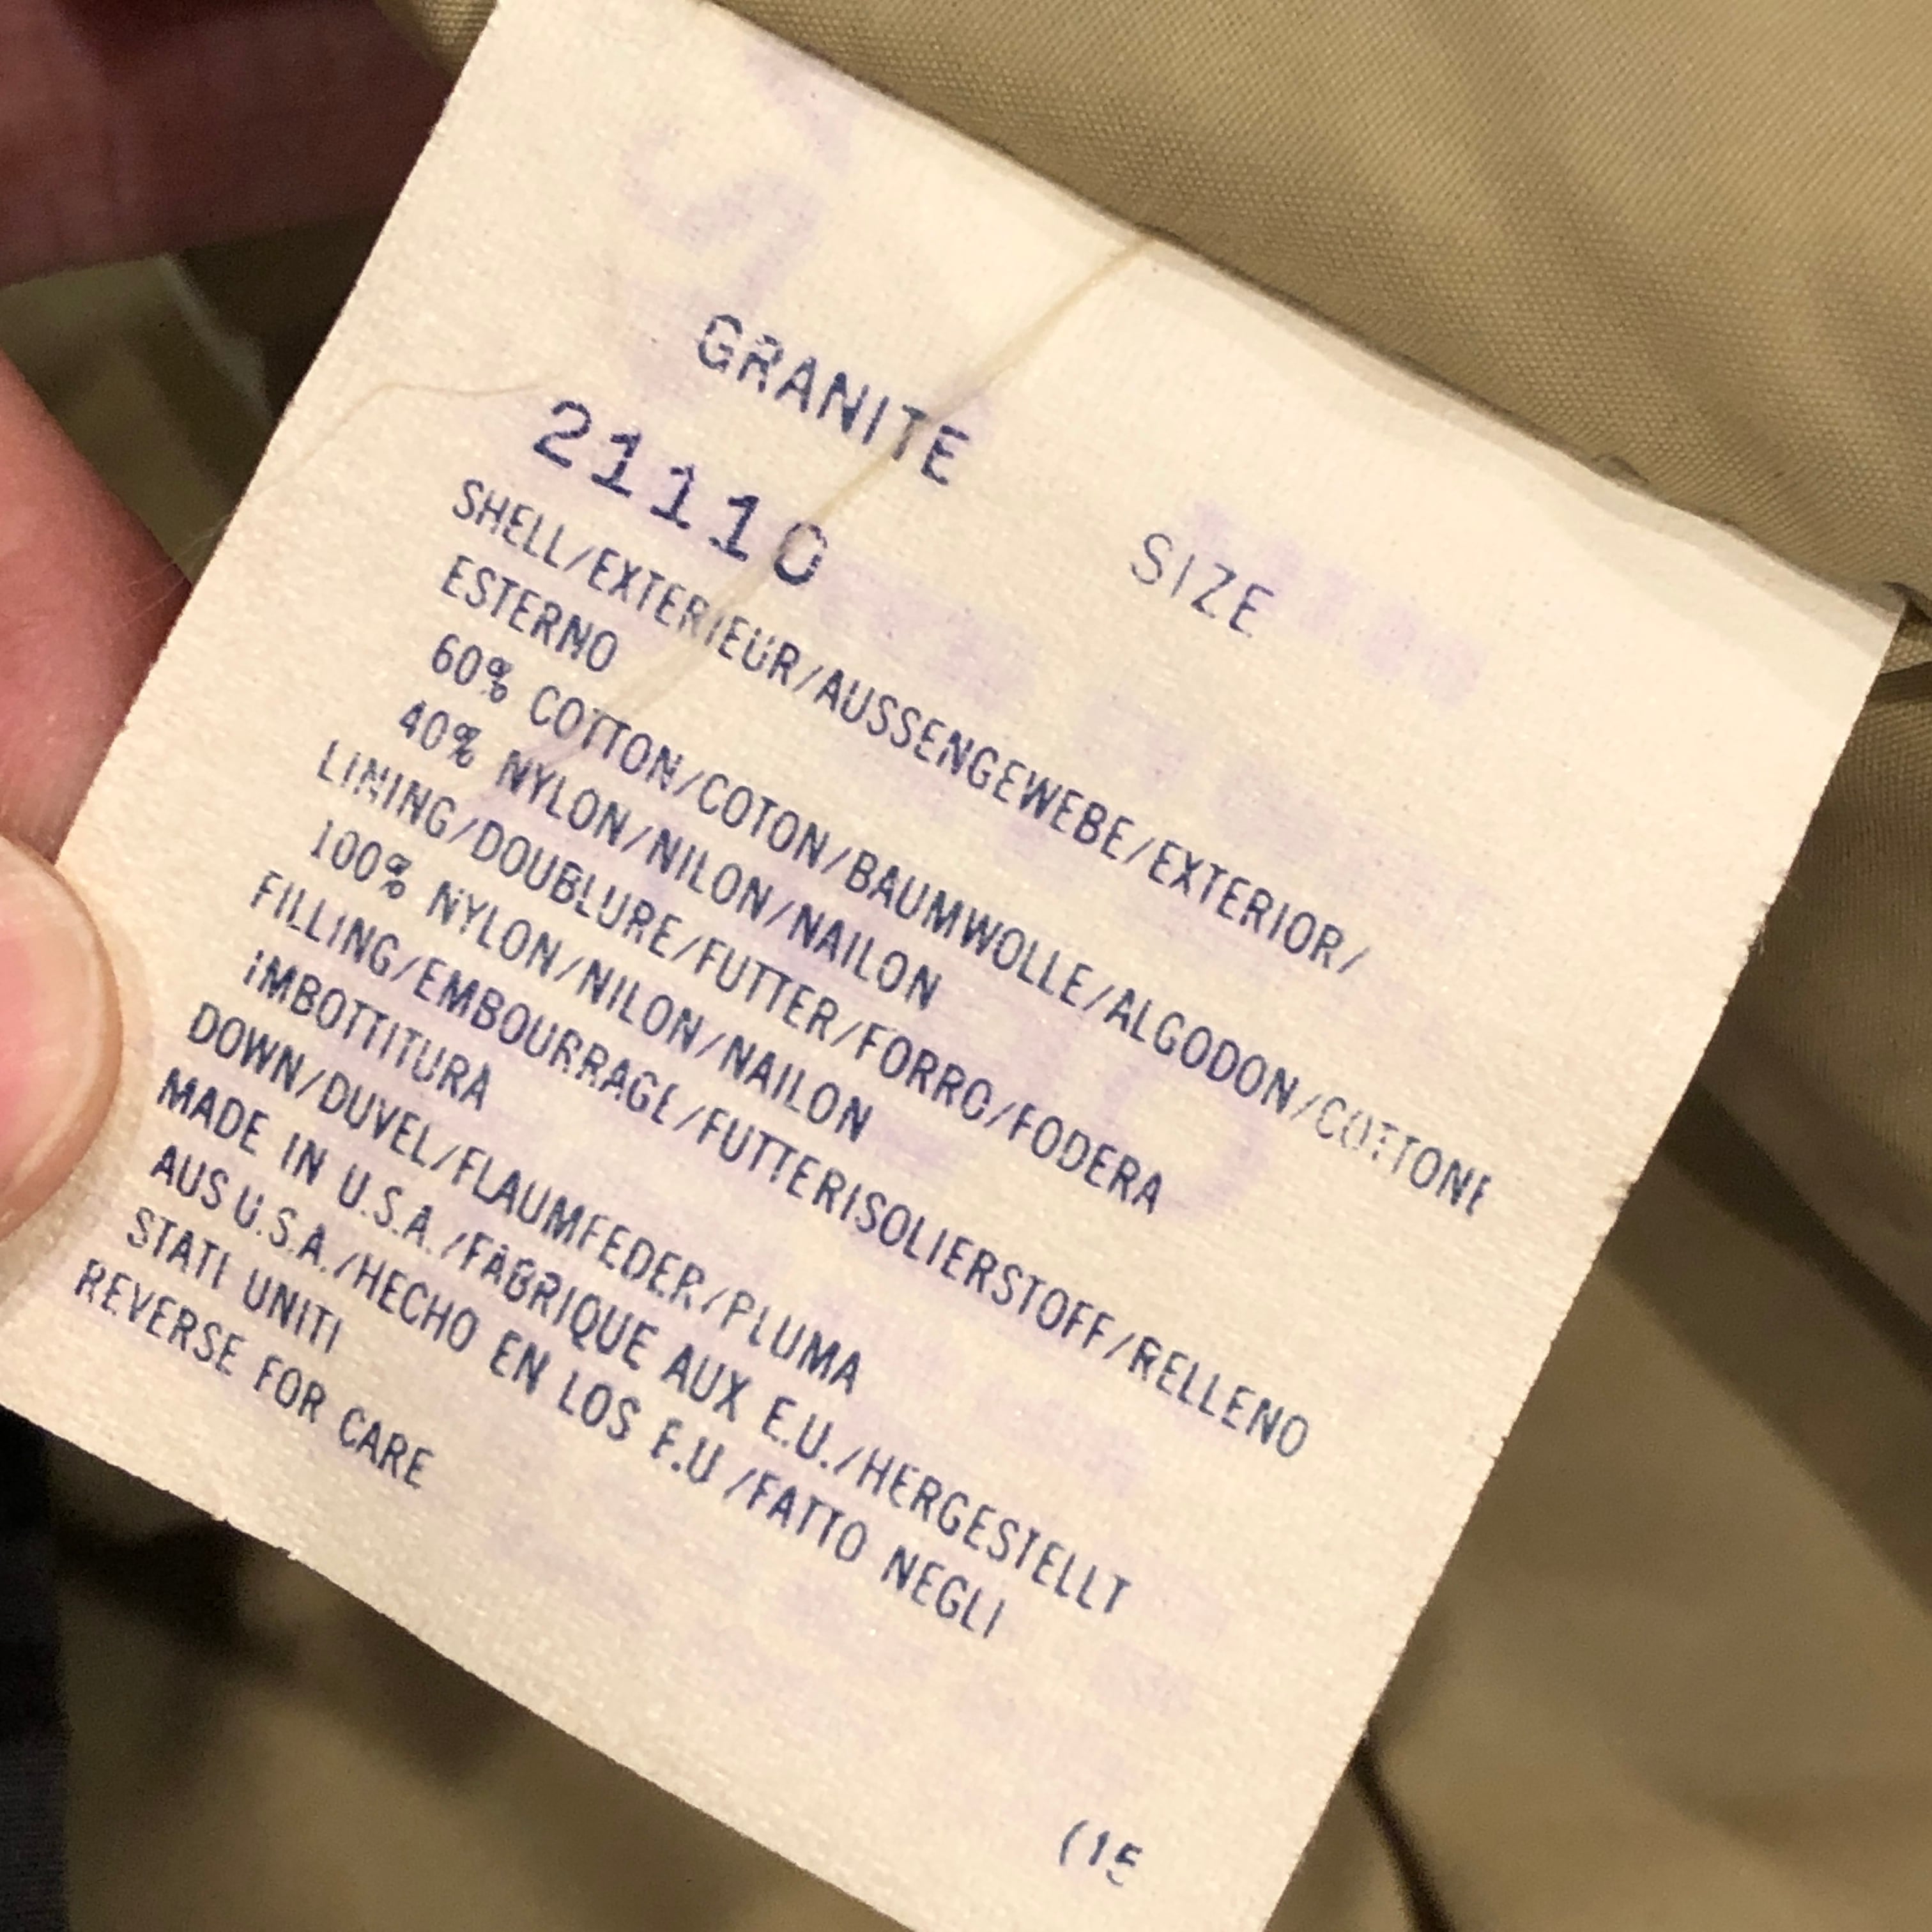 GRANITE
21110 SIZE
SHELL/EXTERIEUR/AUSSENGEWEBE/EXTERIOR/
ESTERNO
60% COTTON/COTON/BAUMWOLLE/ALGODON/COTTONE
40% NYLON/NILON/NAILON
LINING/DOUBLURE/FUTTER/FORRO/FODERA
100% NYLON/NILON/NAILON
FILLING/EMBOURRAGE/FUTTERISOLIERSTOFF/RELLENO
IMBOTTITURA
DOWN/DUVEL/FLAUMFEDER/PLUMA
MADE IN U.S.A./FABRIQUE AUX E.U./HERGESTELLT
AUS U.S.A./HECHO EN LOS E.U /FATTO NEGLI
STATI UNITI
REVERSE FOR CARE
(15